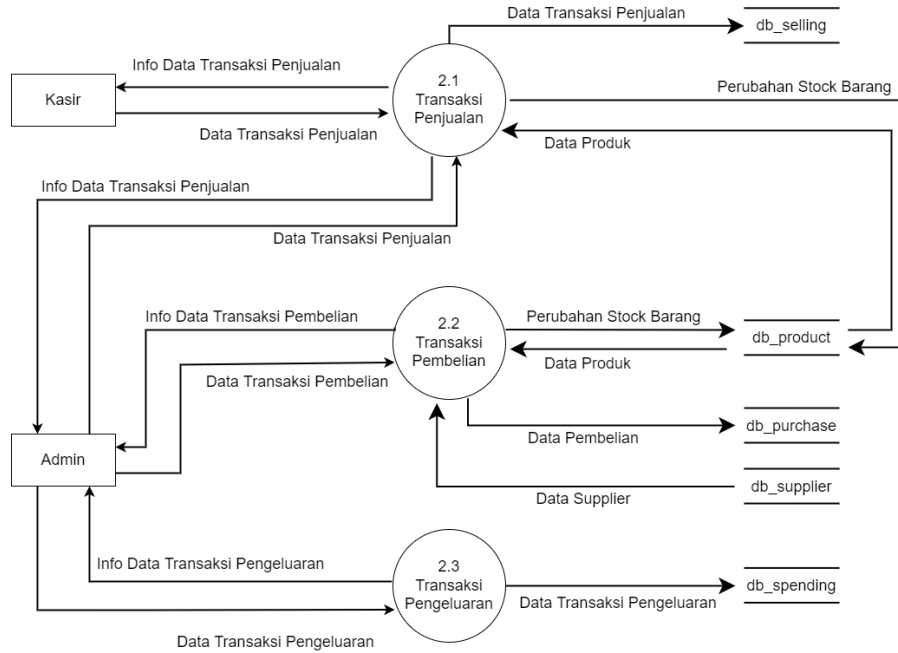 Data Transaksi Penjualan
db_selling
Info Data Transaksi Penjualan
2.1
Transaksi
Penjualan
Perubahan Stock Barang
Kasir
Data Transaksi Penjualan
Data Produk
Info Data Transaksi Penjualan
Data Transaksi Penjualan
Info Data Transaksi Pembelian
2.2
Transaksi
Pembelian
Perubahan Stock Barang
db_product
Data Produk
Data Transaksi Pembelian
Data Pembelian
db_purchase
Admin
Data Supplier
db_supplier
Info Data Transaksi Pengeluaran
2.3
Transaksi
Pengeluaran
db_spending
Data Transaksi Pengeluaran
Data Transaksi Pengeluaran